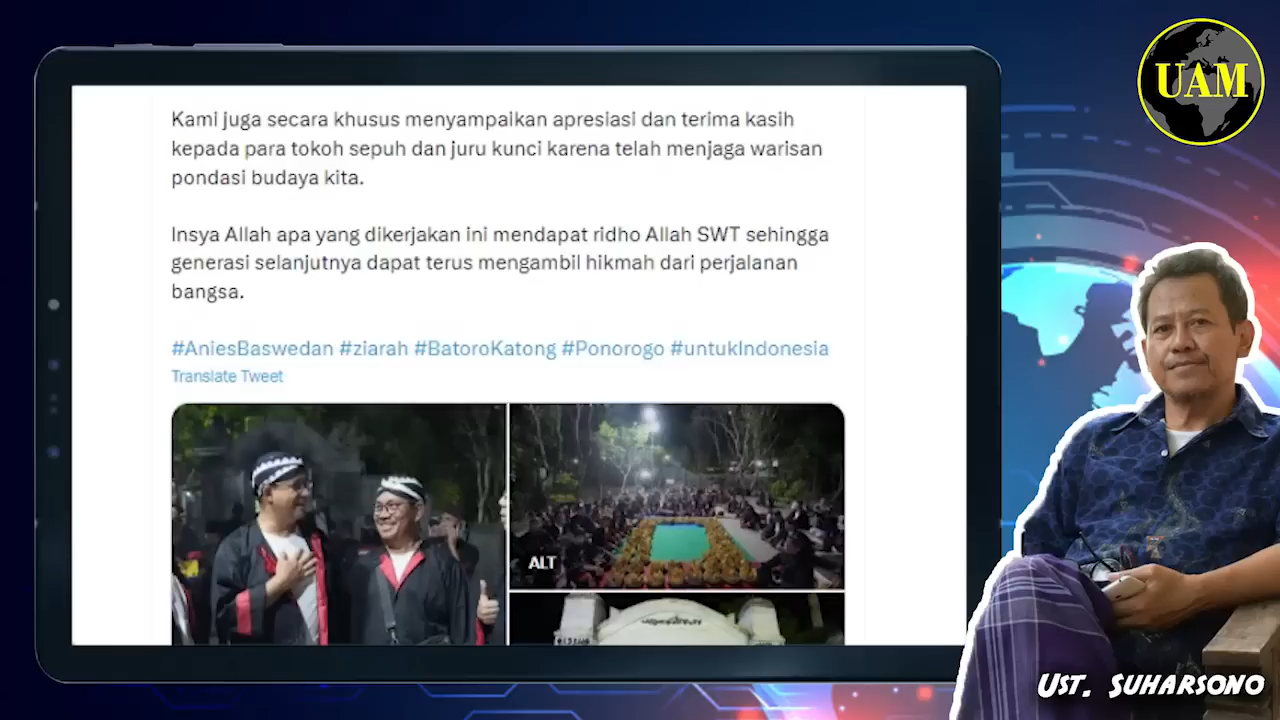 UAM
Kami juga secara khusus menyampaikan apresiasi dan terima kasih
kepada para tokoh sepuh dan juru kunci karena telah menjaga warisan
pondasi budaya kita.
Insya Allah apa yang dikerjakan ini mendapat ridho Allah SWT sehingga
generasi selanjutnya dapat terus mengambil hikmah dari perjalanan
bangsa.
#AniesBaswedan #ziarah #BatoroKatong #Ponorogo #untukIndonesia
Translate Tweet
ALT
UST. SUHARSONO